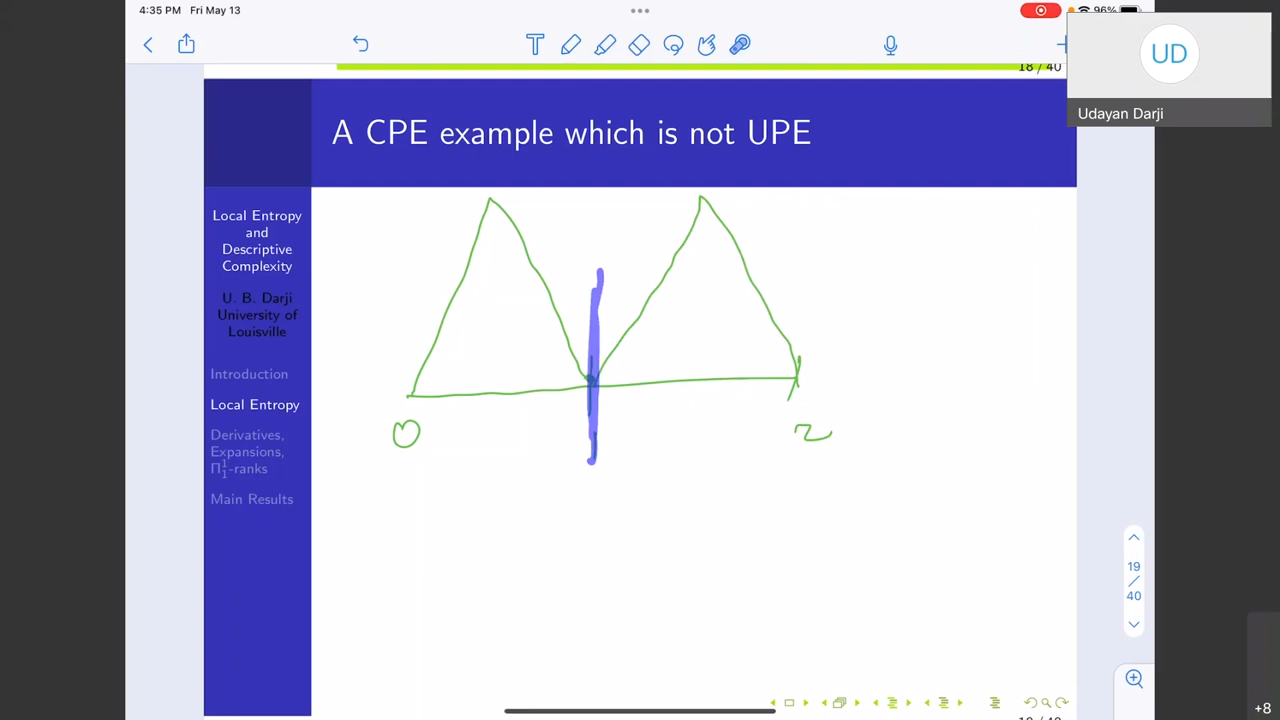 4:35 PM Fri May 13
96%
UD
Udayan Darji
18 / 40
A CPE example which is not UPE
Local Entropy
and
Descriptive
Complexity
U. B. Darji
University of
Louisville
Introduction
Local Entropy
Derivatives,
Expansions,
Π¹₁-ranks
Main Results
0
2
19
/
40
+8